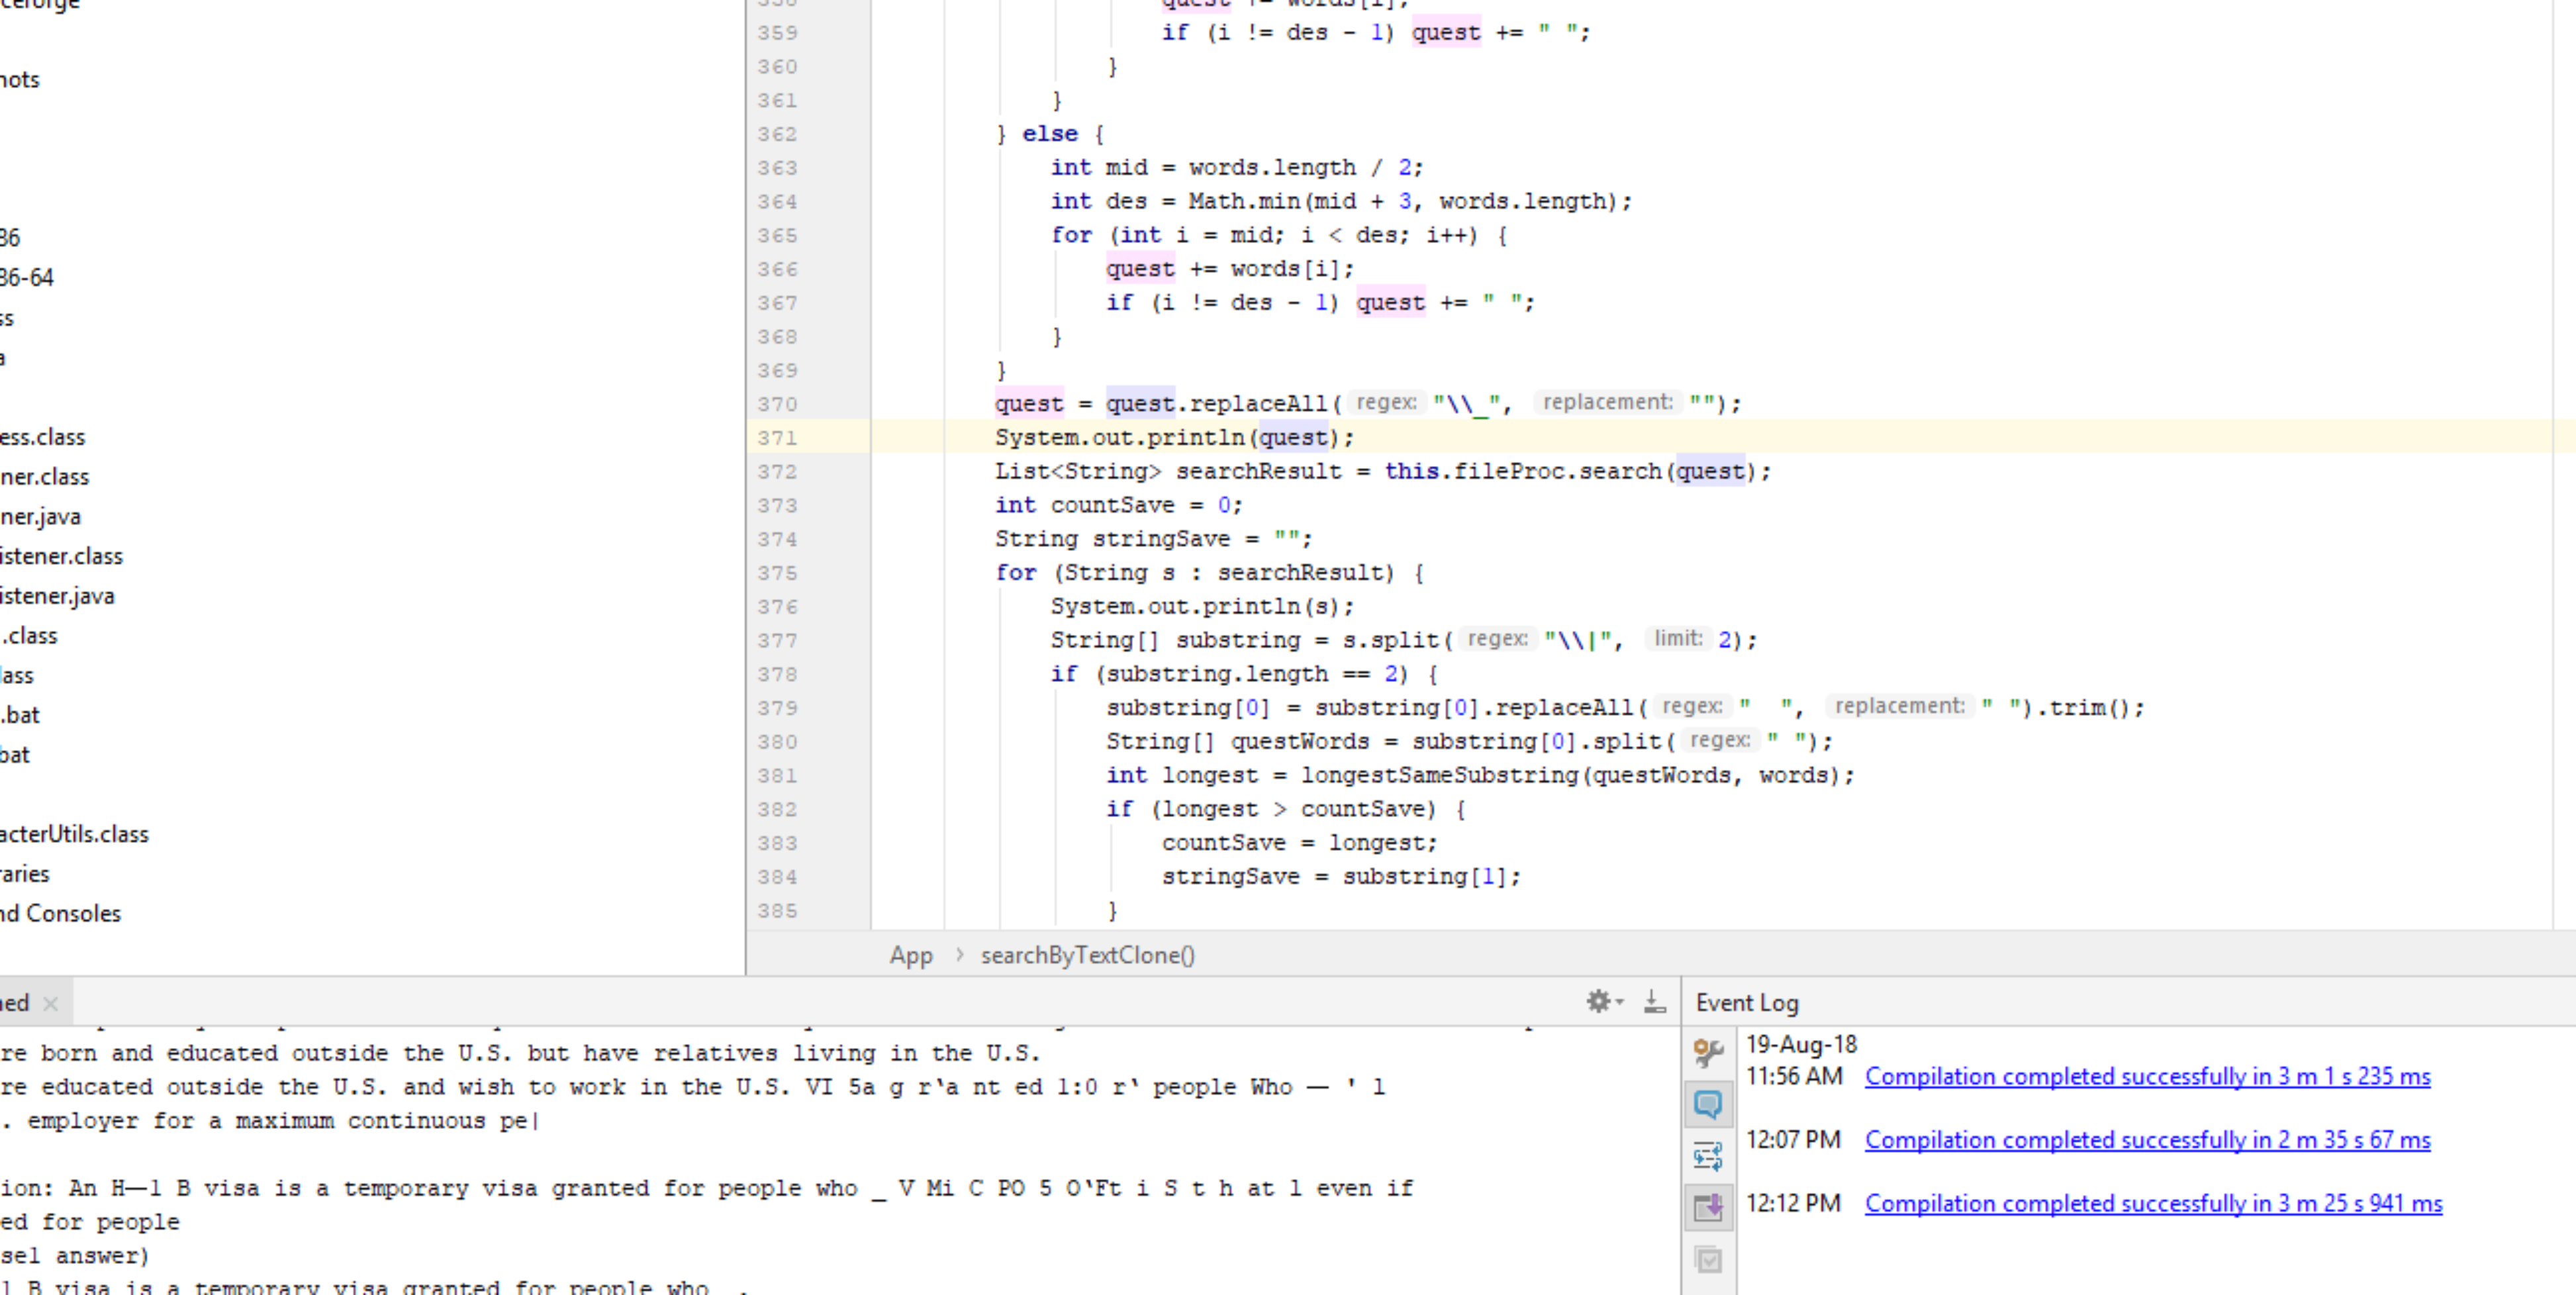 ceforge
nots
86
86-64
ss
a
ess.class
ner.class
ner.java
istener.class
istener.java
.class
lass
.bat
bat
acterUtils.class
raries
nd Consoles
358 quest += words[i];
359 if (i != des - 1) quest += " ";
360 }
361 }
362 } else {
363 int mid = words.length / 2;
364 int des = Math.min(mid + 3, words.length);
365 for (int i = mid; i < des; i++) {
366 quest += words[i];
367 if (i != des - 1) quest += " ";
368 }
369 }
370 quest = quest.replaceAll( regex: "\\_", replacement: "");
371 System.out.println(quest);
372 List<String> searchResult = this.fileProc.search(quest);
373 int countSave = 0;
374 String stringSave = "";
375 for (String s : searchResult) {
376 System.out.println(s);
377 String[] substring = s.split( regex: "\\|", limit: 2);
378 if (substring.length == 2) {
379 substring[0] = substring[0].replaceAll( regex: "  ", replacement: " ").trim();
380 String[] questWords = substring[0].split( regex: " ");
381 int longest = longestSameSubstring(questWords, words);
382 if (longest > countSave) {
383 countSave = longest;
384 stringSave = substring[1];
385 }
App › searchByTextClone()
ned ×
re born and educated outside the U.S. but have relatives living in the U.S.
re educated outside the U.S. and wish to work in the U.S. VI 5a g r‘a nt ed l:0 r‘ people Who — ' l
. employer for a maximum continuous pe|
ion: An H—1 B visa is a temporary visa granted for people who _ V Mi C PO 5 O‘Ft i S t h at l even if
ed for people
sel answer)
1 B visa is a temporary visa granted for people who .
Event Log
19-Aug-18
11:56 AM Compilation completed successfully in 3 m 1 s 235 ms
12:07 PM Compilation completed successfully in 2 m 35 s 67 ms
12:12 PM Compilation completed successfully in 3 m 25 s 941 ms